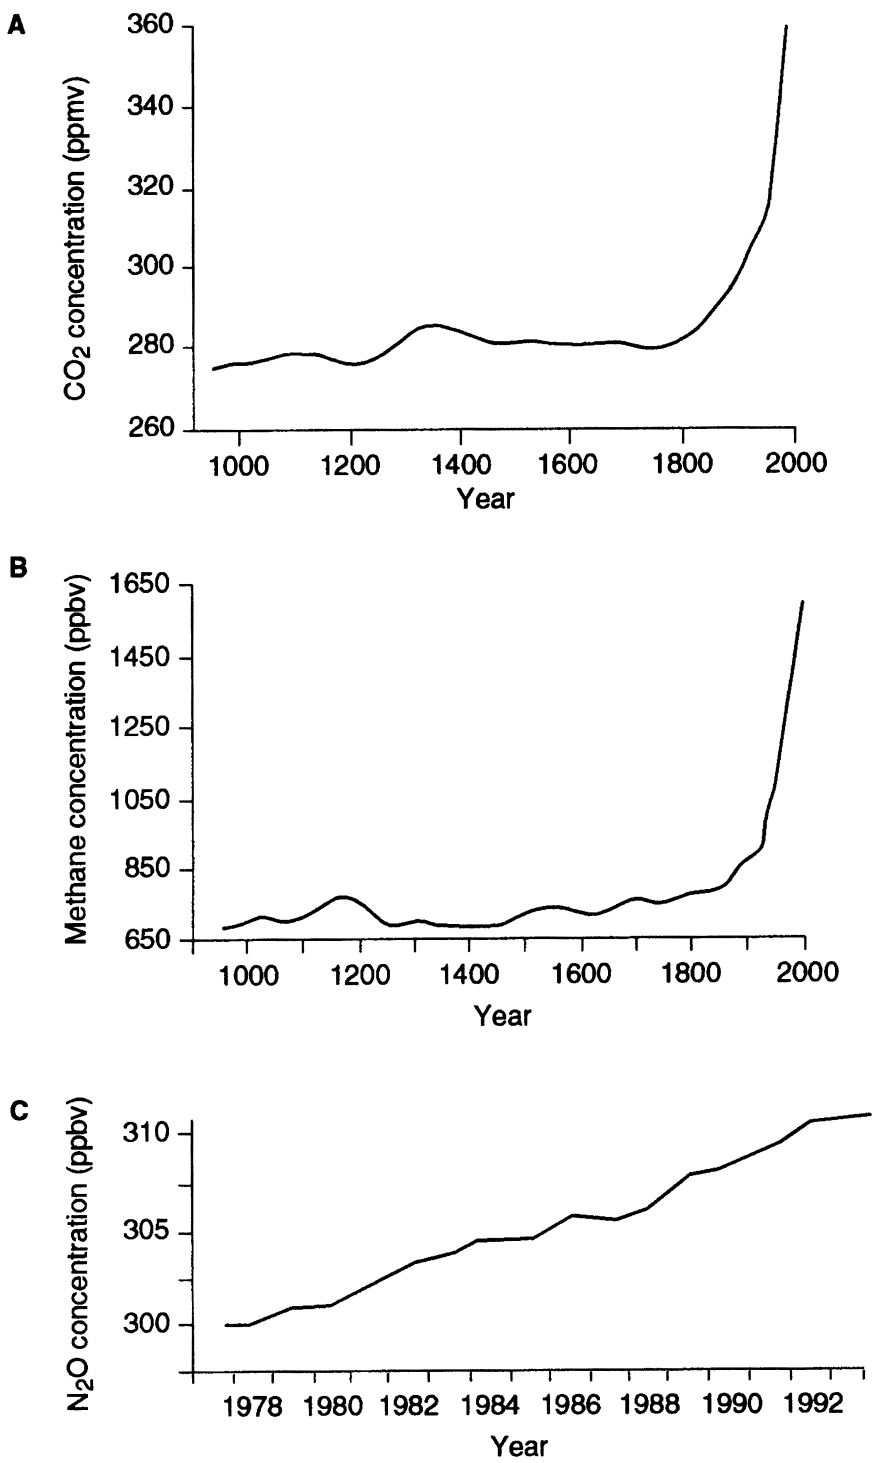 A
CO2 concentration (ppmv)
360
340
320
300
280
260
1000 1200 1400 1600 1800 2000
Year
B
Methane concentration (ppbv)
1650
1450
1250
1050
850
650
1000 1200 1400 1600 1800 2000
Year
C
N2O concentration (ppbv)
310
305
300
1978 1980 1982 1984 1986 1988 1990 1992
Year